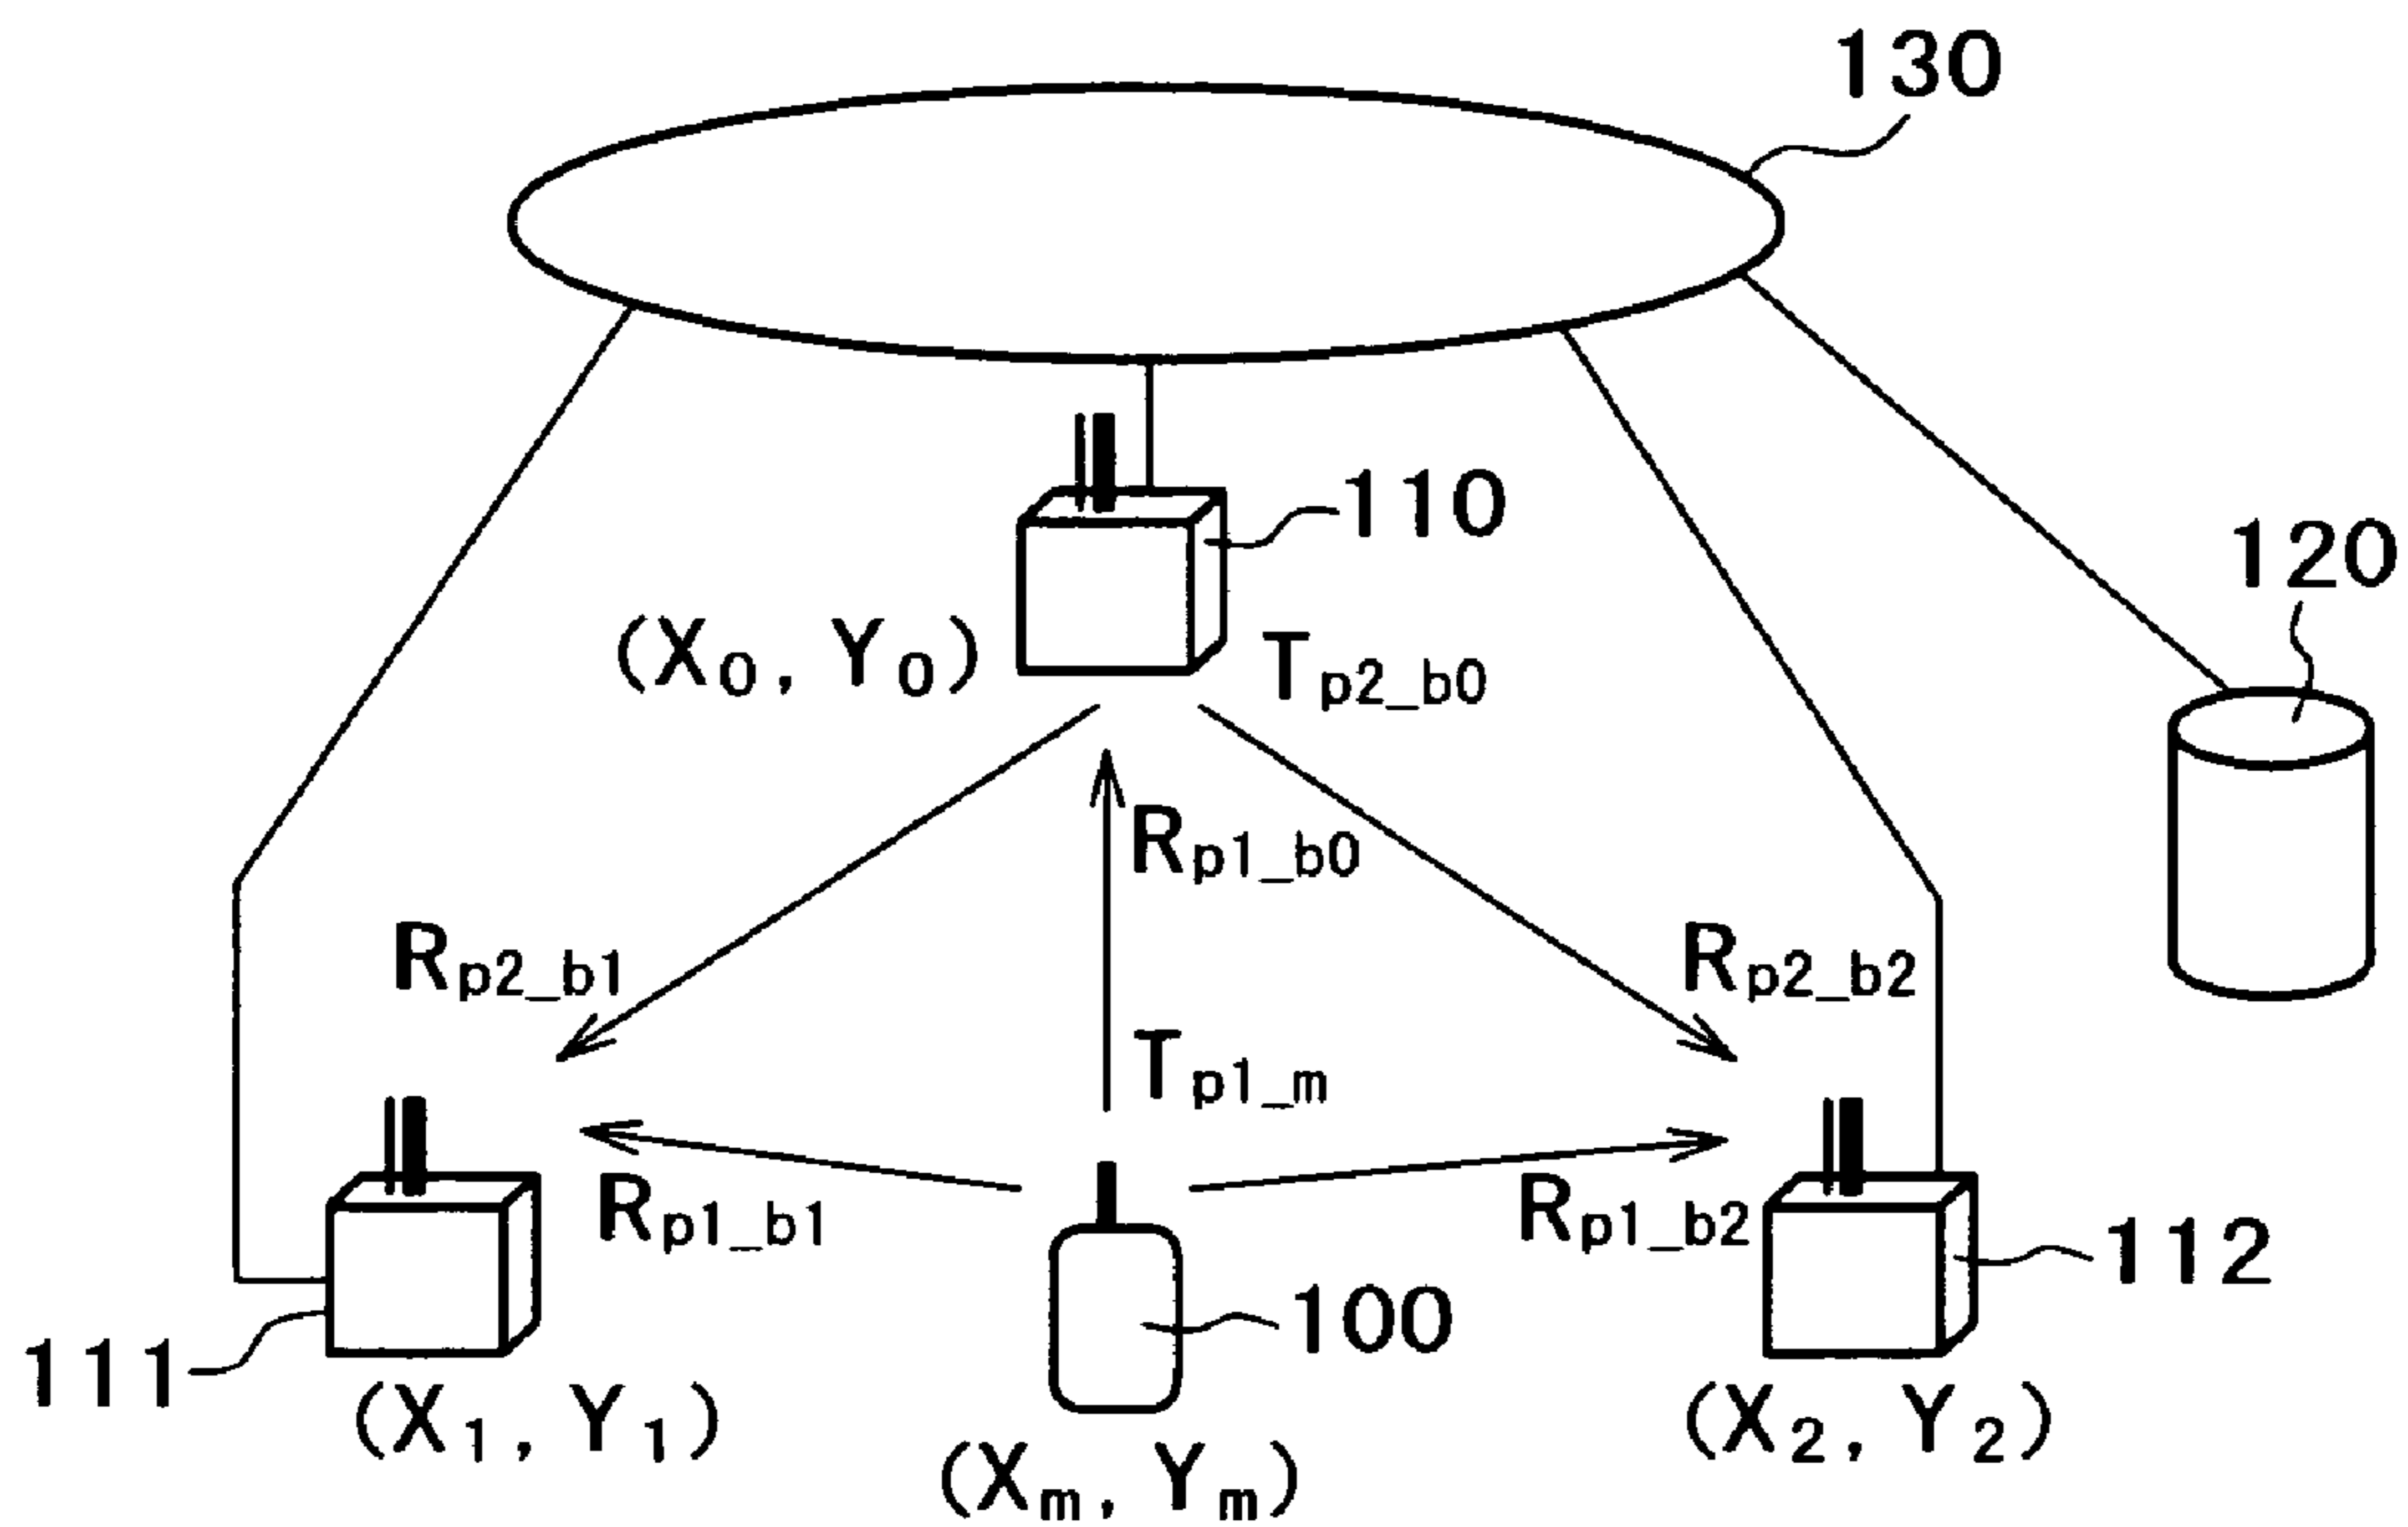 130
110
120
(X0, Y0)
Tp2_b0
Rp1_b0
Rp2_b1
Rp2_b2
Tp1_m
Rp1_b1
Rp1_b2
112
100
111
(X1, Y1)
(X2, Y2)
(Xm, Ym)